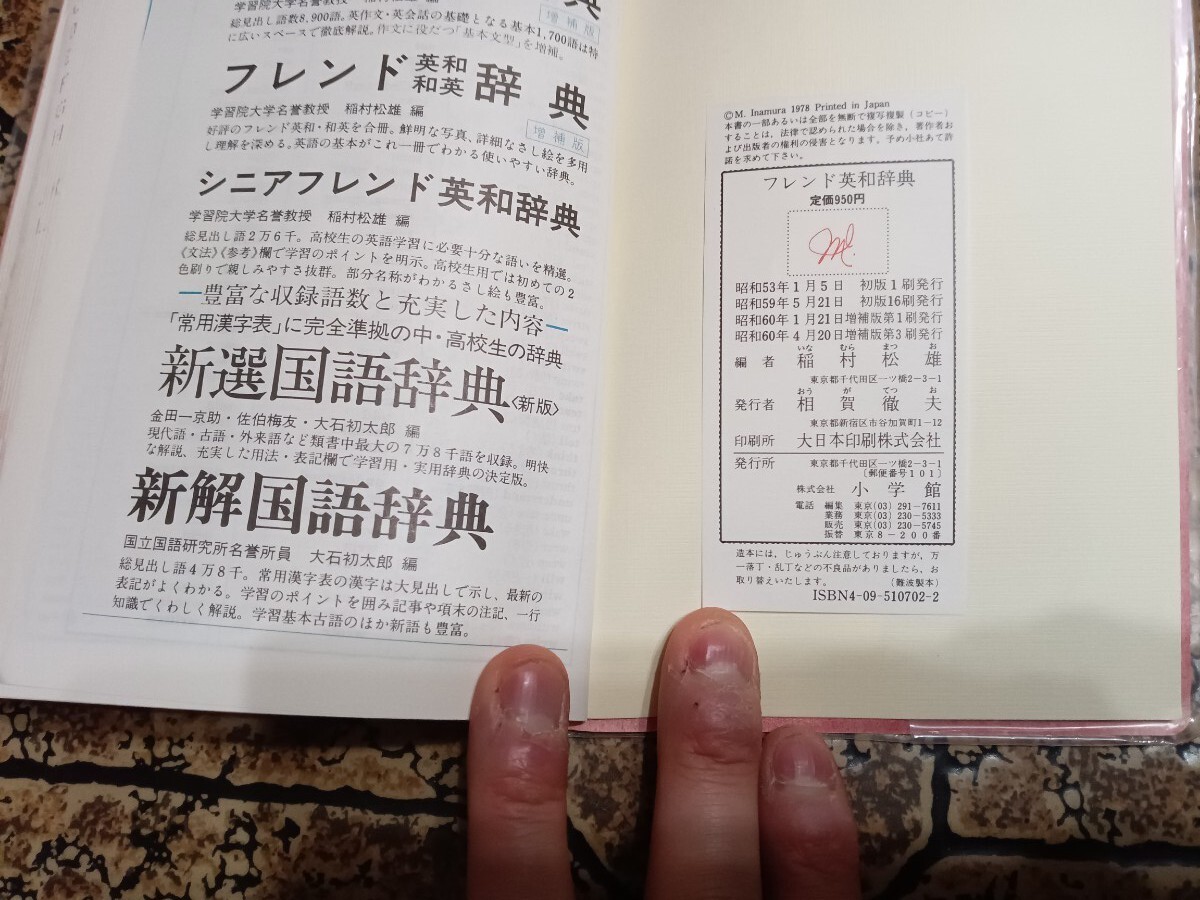 典
学習院大学名誉教授 稲村松雄 編
増補版
総見出し語数8,900語。英作文・英会話の基礎となる基本1,700語は特
に広いスペースで徹底解説。作文に役だつ「基本文型」を増補。
フレンド英和和英辞典
学習院大学名誉教授 稲村松雄 編
増補版
好評のフレンド英和・和英を合冊。鮮明な写真、詳細なさし絵を多用
し理解を深める。英語の基本がこれ一冊でわかる使いやすい辞典。
シニアフレンド英和辞典
学習院大学名誉教授 稲村松雄 編
総見出し語2万6千。高校生の英語学習に必要十分な語いを精選。
《文法》《参考》欄で学習のポイントを明示。高校生用では初めての2
色刷りで親しみやすさ抜群。部分名称がわかるさし絵も豊富。
―豊富な収録語数と充実した内容―
「常用漢字表」に完全準拠の中・高校生の辞典
新選国語辞典〈新版〉
金田一京助・佐伯梅友・大石初太郎 編
現代語・古語・外来語など類書中最大の7万8千語を収録。明快
な解説、充実した用法・表記欄で学習用・実用辞典の決定版。
新解国語辞典
国立国語研究所名誉所員 大石初太郎 編
総見出し語4万8千。常用漢字表の漢字は大見出しで示し、最新の
表記がよくわかる。学習のポイントを囲み記事や項末の注記、一行
知識でくわしく解説。学習基本古語のほか新語も豊富。
©M. Inamura 1978 Printed in Japan
本書の一部あるいは全部を無断で複写複製(コピー)
することは、法律で認められた場合を除き、著作者お
よび出版者の権利の侵害となります。予め小社あて許
諾を求めて下さい。
フレンド英和辞典
定価950円
M.
昭和53年1月5日 初版1刷発行
昭和59年5月21日 初版16刷発行
昭和60年1月21日増補版第1刷発行
昭和60年4月20日増補版第3刷発行
いな むら まつ お
編者 稲村松雄
東京都千代田区一ツ橋2-3-1
おう が てつ お
発行者 相賀徹夫
東京都新宿区市谷加賀町1-12
印刷所 大日本印刷株式会社
発行所 東京都千代田区一ツ橋2-3-1
〔郵便番号101〕
株式会社 小学館
電話 編集 東京(03) 291-7611
業務 東京(03) 230-5333
販売 東京(03) 230-5745
振替 東京8-200番
造本には、じゅうぶん注意しておりますが、万
一落丁・乱丁などの不良品がありましたら、お
取り替えいたします。 (難波製本)
ISBN4-09-510702-2